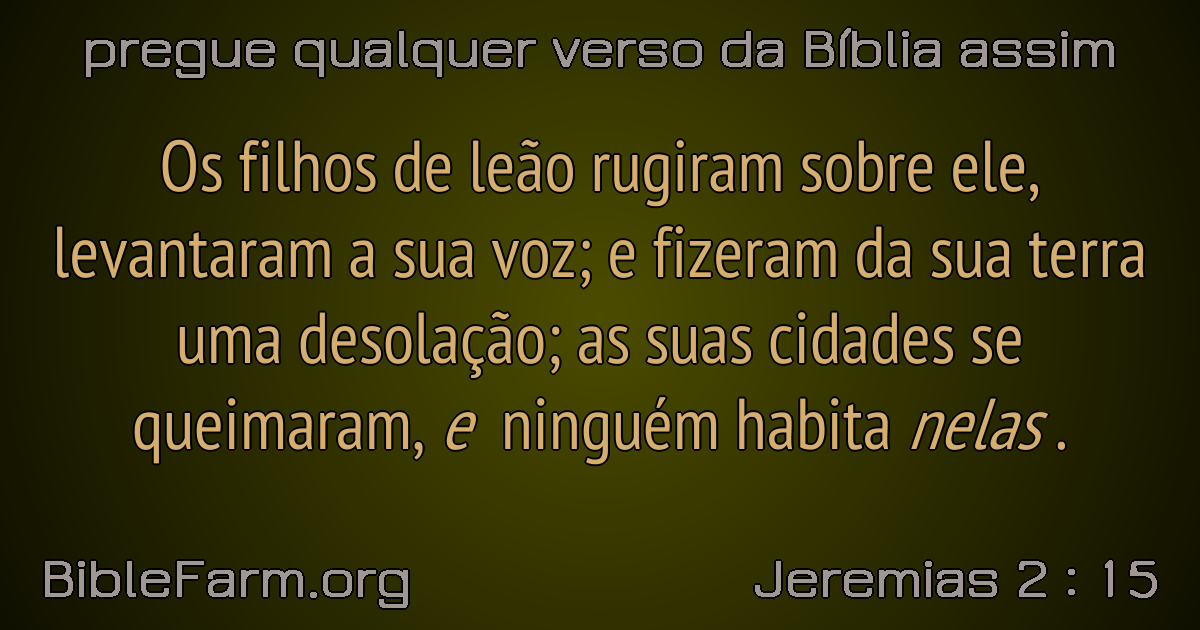 pregue qualquer verso da Bíblia assim
Os filhos de leão rugiram sobre ele,
levantaram a sua voz; e fizeram da sua terra
uma desolação; as suas cidades se
queimaram, e ninguém habita nelas .
BibleFarm.org
Jeremias 2 : 15